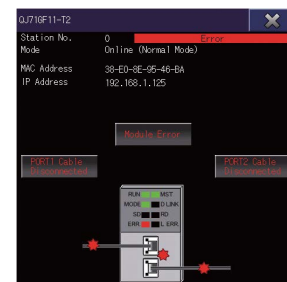 QJ71GF11-T2
Station No. 0 Error
Mode Online (Normal Mode)
MAC Address 38-E0-8E-95-46-BA
IP Address 192.168.1.125
Module Error
PORT1 Cable
Disconnected
PORT2 Cable
Disconnected
RUN MST
MODE D LINK
SD RD
ERR. L ERR.